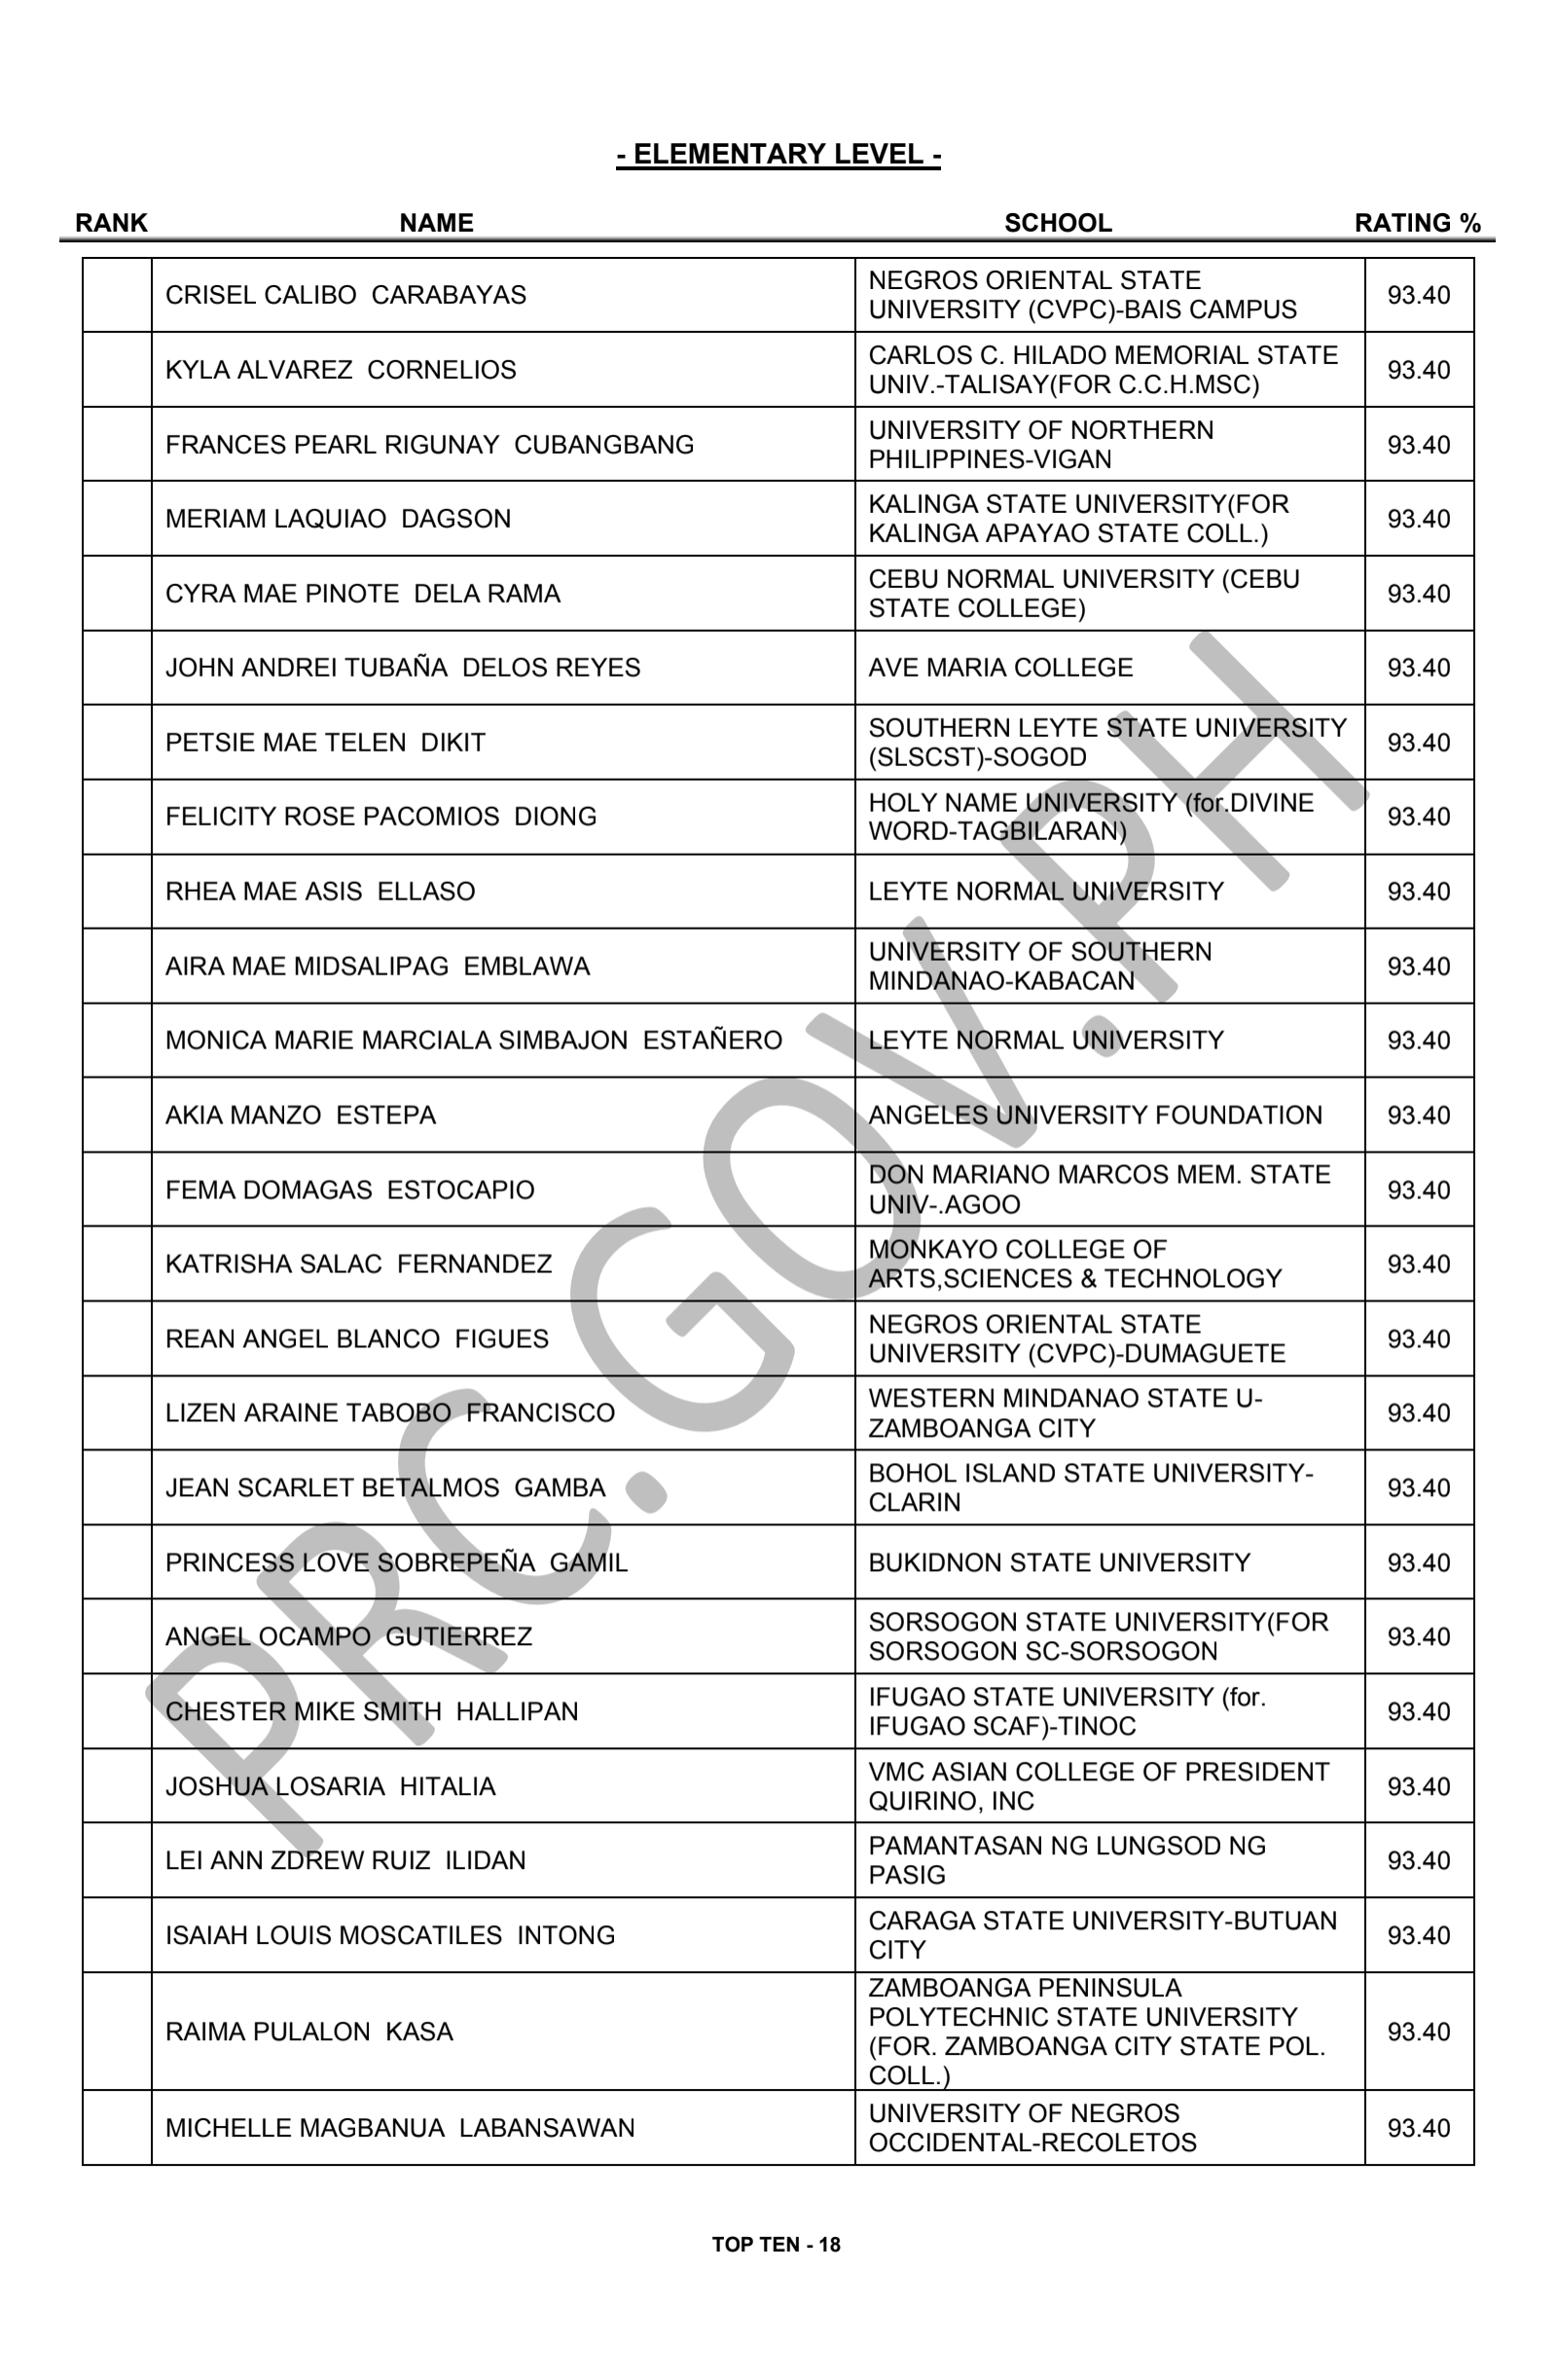 - ELEMENTARY LEVEL -
RANK NAME SCHOOL RATING %
CRISEL CALIBO  CARABAYAS
NEGROS ORIENTAL STATE
UNIVERSITY (CVPC)-BAIS CAMPUS
93.40
KYLA ALVAREZ  CORNELIOS
CARLOS C. HILADO MEMORIAL STATE
UNIV.-TALISAY(FOR C.C.H.MSC)
93.40
FRANCES PEARL RIGUNAY  CUBANGBANG
UNIVERSITY OF NORTHERN
PHILIPPINES-VIGAN
93.40
MERIAM LAQUIAO  DAGSON
KALINGA STATE UNIVERSITY(FOR
KALINGA APAYAO STATE COLL.)
93.40
CYRA MAE PINOTE  DELA RAMA
CEBU NORMAL UNIVERSITY (CEBU
STATE COLLEGE)
93.40
JOHN ANDREI TUBAÑA  DELOS REYES
AVE MARIA COLLEGE
93.40
PETSIE MAE TELEN  DIKIT
SOUTHERN LEYTE STATE UNIVERSITY
(SLSCST)-SOGOD
93.40
FELICITY ROSE PACOMIOS  DIONG
HOLY NAME UNIVERSITY (for.DIVINE
WORD-TAGBILARAN)
93.40
RHEA MAE ASIS  ELLASO
LEYTE NORMAL UNIVERSITY
93.40
AIRA MAE MIDSALIPAG  EMBLAWA
UNIVERSITY OF SOUTHERN
MINDANAO-KABACAN
93.40
MONICA MARIE MARCIALA SIMBAJON  ESTAÑERO
LEYTE NORMAL UNIVERSITY
93.40
AKIA MANZO  ESTEPA
ANGELES UNIVERSITY FOUNDATION
93.40
FEMA DOMAGAS  ESTOCAPIO
DON MARIANO MARCOS MEM. STATE
UNIV-.AGOO
93.40
KATRISHA SALAC  FERNANDEZ
MONKAYO COLLEGE OF
ARTS,SCIENCES & TECHNOLOGY
93.40
REAN ANGEL BLANCO  FIGUES
NEGROS ORIENTAL STATE
UNIVERSITY (CVPC)-DUMAGUETE
93.40
LIZEN ARAINE TABOBO  FRANCISCO
WESTERN MINDANAO STATE U-
ZAMBOANGA CITY
93.40
JEAN SCARLET BETALMOS  GAMBA
BOHOL ISLAND STATE UNIVERSITY-
CLARIN
93.40
PRINCESS LOVE SOBREPEÑA  GAMIL
BUKIDNON STATE UNIVERSITY
93.40
ANGEL OCAMPO  GUTIERREZ
SORSOGON STATE UNIVERSITY(FOR
SORSOGON SC-SORSOGON
93.40
CHESTER MIKE SMITH  HALLIPAN
IFUGAO STATE UNIVERSITY (for.
IFUGAO SCAF)-TINOC
93.40
JOSHUA LOSARIA  HITALIA
VMC ASIAN COLLEGE OF PRESIDENT
QUIRINO, INC
93.40
LEI ANN ZDREW RUIZ  ILIDAN
PAMANTASAN NG LUNGSOD NG
PASIG
93.40
ISAIAH LOUIS MOSCATILES  INTONG
CARAGA STATE UNIVERSITY-BUTUAN
CITY
93.40
RAIMA PULALON  KASA
ZAMBOANGA PENINSULA
POLYTECHNIC STATE UNIVERSITY
(FOR. ZAMBOANGA CITY STATE POL.
COLL.)
93.40
MICHELLE MAGBANUA  LABANSAWAN
UNIVERSITY OF NEGROS
OCCIDENTAL-RECOLETOS
93.40
PRC.GOV.PH
TOP TEN - 18